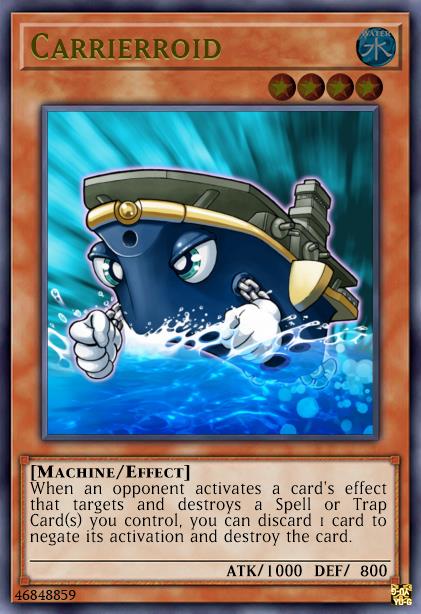 CARRIERROID
WATER
水
[MACHINE/EFFECT]
When an opponent activates a card's effect
that targets and destroys a Spell or Trap
Card(s) you control, you can discard 1 card to
negate its activation and destroy the card.
ATK/1000 DEF/ 800
46848859